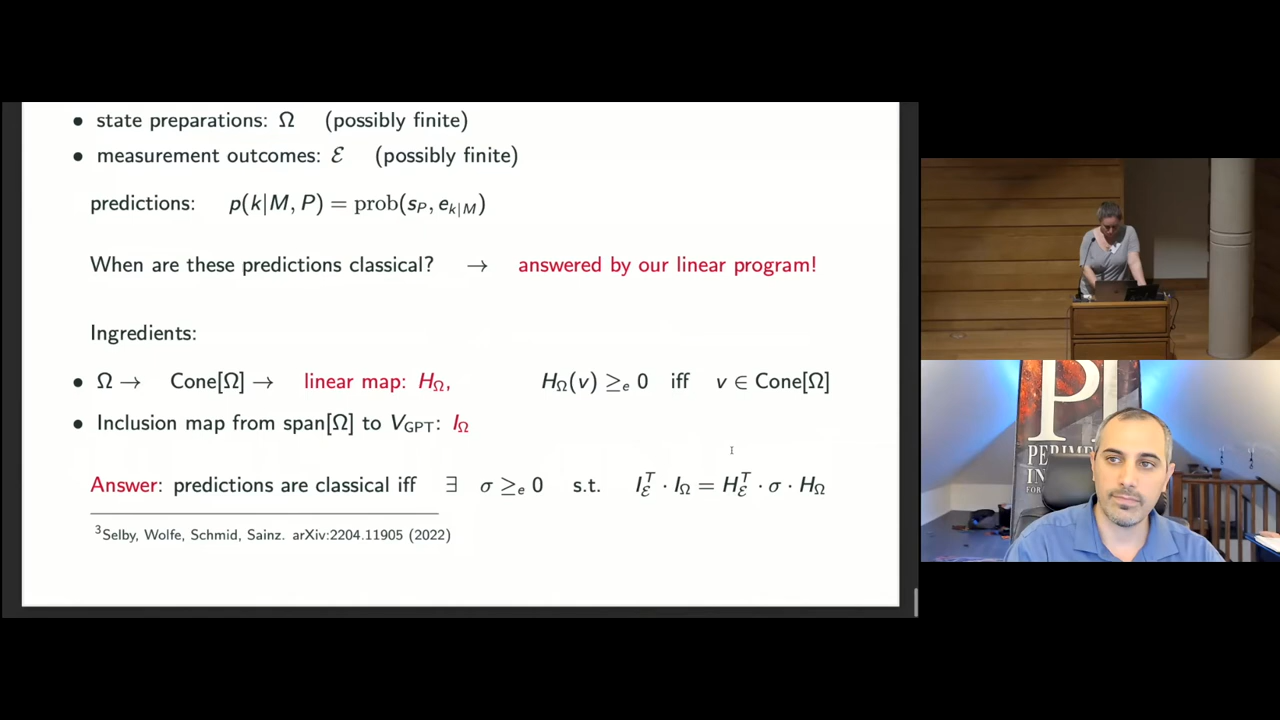 • state preparations: Ω (possibly finite)
• measurement outcomes: ℰ (possibly finite)
predictions: p(k|M, P) = prob(s_P, e_{k|M})
When are these predictions classical? → answered by our linear program!
Ingredients:
• Ω → Cone[Ω] → linear map: H_Ω, H_Ω(v) ≥_e 0 iff v ∈ Cone[Ω]
• Inclusion map from span[Ω] to V_GPT: I_Ω
Answer: predictions are classical iff ∃ σ ≥_e 0 s.t. I_ℰ^T · I_Ω = H_ℰ^T · σ · H_Ω
³Selby, Wolfe, Schmid, Sainz. arXiv:2204.11905 (2022)
PI